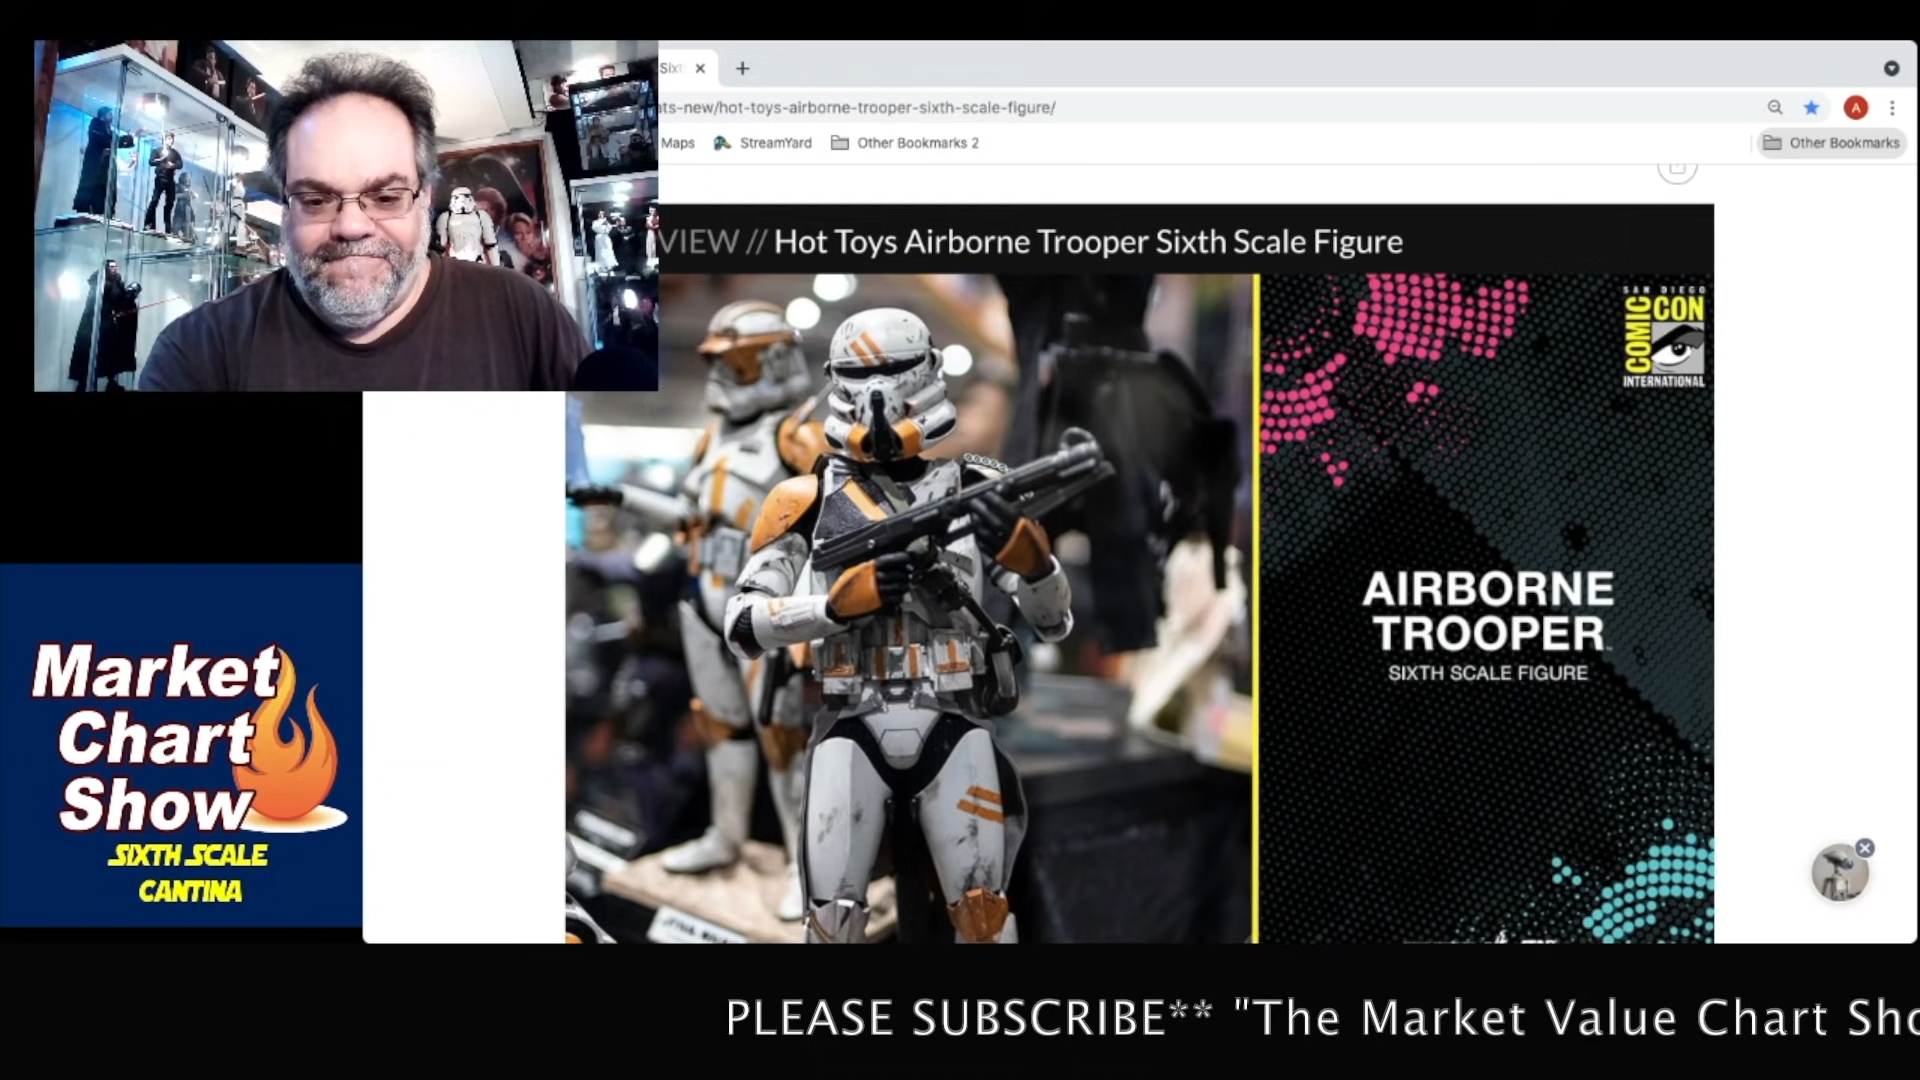 Sixt
ats-new/hot-toys-airborne-trooper-sixth-scale-figure/
A
Maps
StreamYard
Other Bookmarks 2
Other Bookmarks
VIEW // Hot Toys Airborne Trooper Sixth Scale Figure
SAN DIEGO
COMIC CON
INTERNATIONAL
AIRBORNE
TROOPER
SIXTH SCALE FIGURE
Market
Chart
Show
SIXTH SCALE
CANTINA
PLEASE SUBSCRIBE** "The Market Value Chart Sho